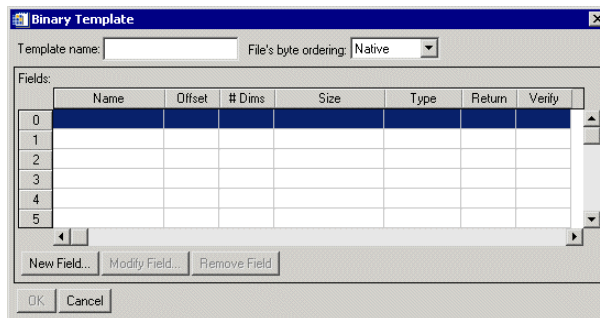 Binary Template
Template name: File's byte ordering: Native
Fields:
Name Offset # Dims Size Type Return Verify
0
1
2
3
4
5
New Field... Modify Field... Remove Field
OK Cancel